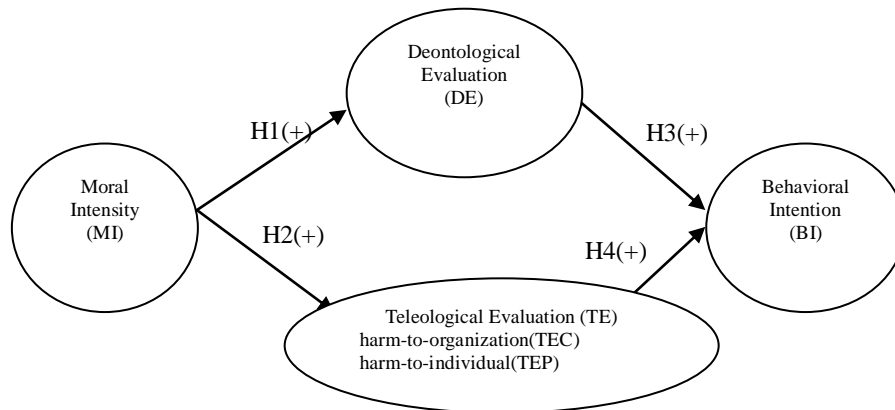 Deontological
Evaluation
(DE)
H1(+)
H3(+)
Moral
Intensity
(MI)
Behavioral
Intention
(BI)
H2(+)
H4(+)
Teleological Evaluation (TE)
harm-to-organization(TEC)
harm-to-individual(TEP)